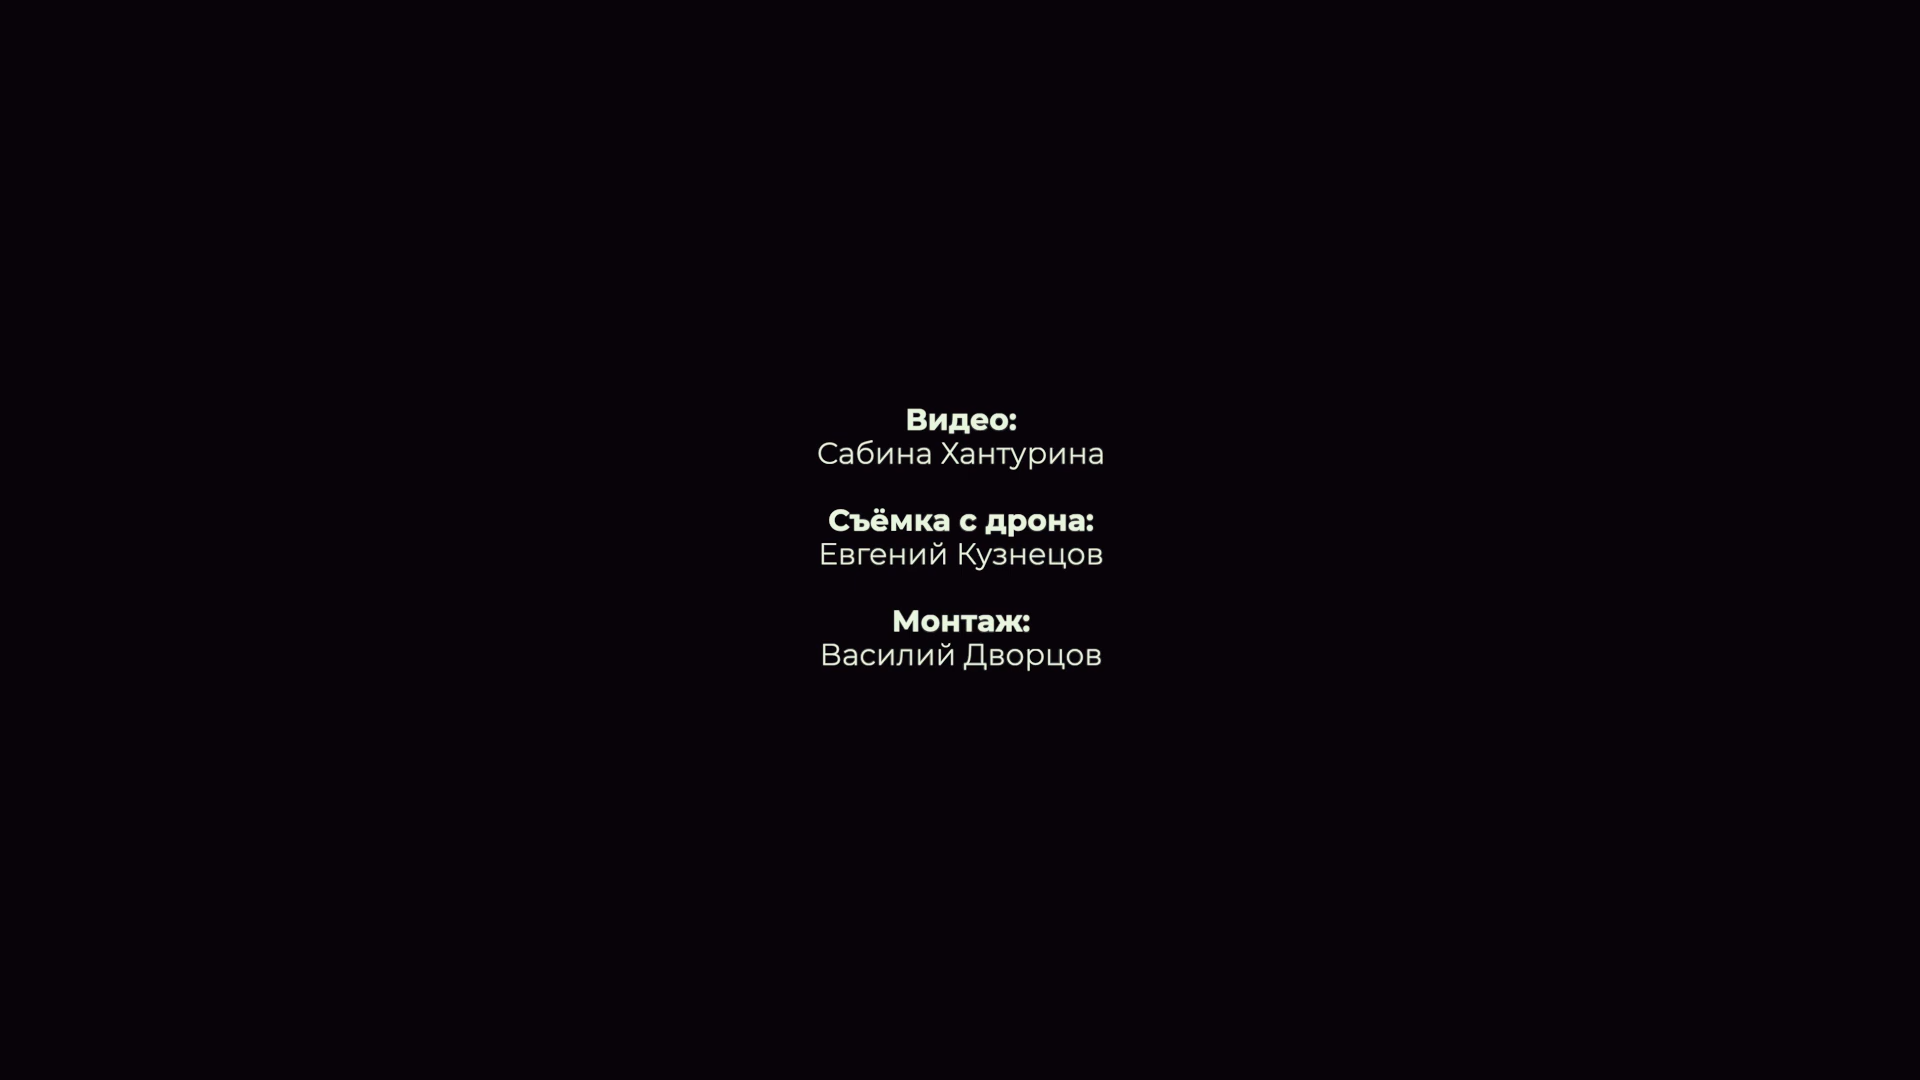 Видео:
Сабина Хантурина
Съёмка с дрона:
Евгений Кузнецов
Монтаж:
Василий Дворцов